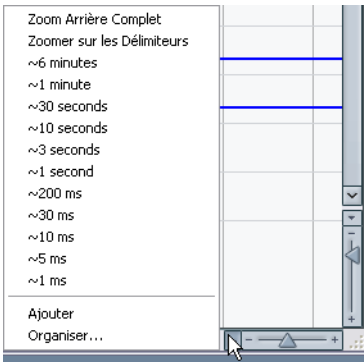 Zoom Arrière Complet
Zoomer sur les Délimiteurs
~6 minutes
~1 minute
~30 seconds
~10 seconds
~3 seconds
~1 second
~200 ms
~30 ms
~10 ms
~5 ms
~1 ms
Ajouter
Organiser...